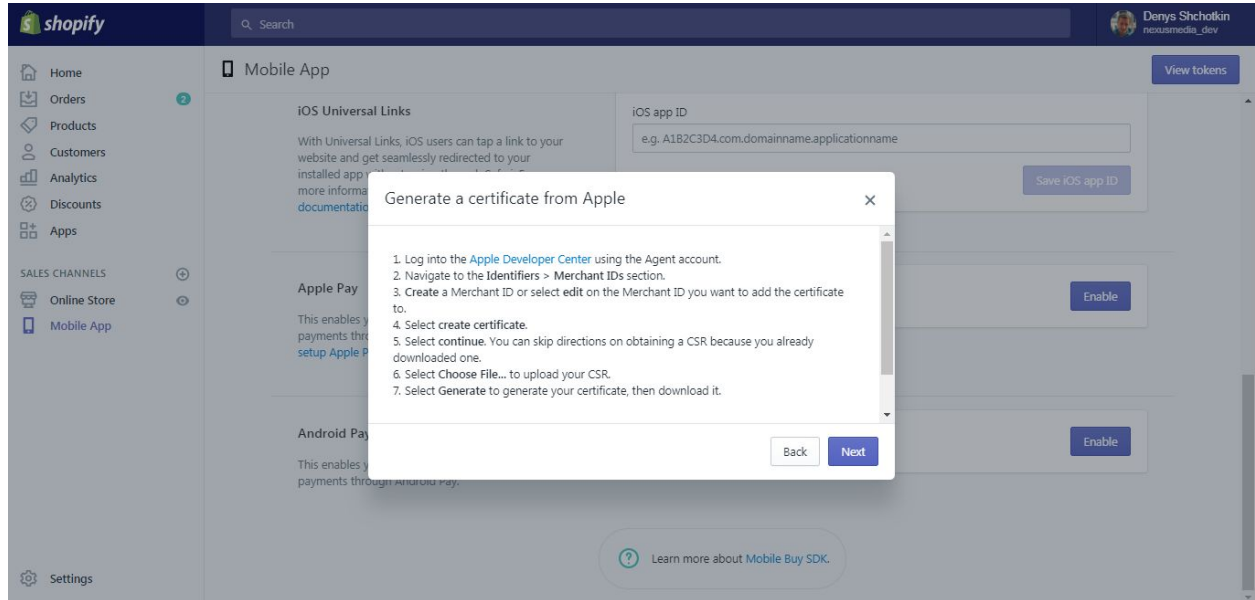 shopify
Search
Denys Shchotkin
nexusmedia_dev
Mobile App
View tokens
Home
Orders
2
Products
Customers
Analytics
Discounts
Apps
SALES CHANNELS
Online Store
Mobile App
Settings
iOS Universal Links
With Universal Links, iOS users can tap a link to your
website and get seamlessly redirected to your
installed app
more informa
documentatio
iOS app ID
e.g. A1B2C3D4.com.domainname.applicationname
Save iOS app ID
Generate a certificate from Apple
1. Log into the Apple Developer Center using the Agent account.
2. Navigate to the Identifiers > Merchant IDs section.
3. Create a Merchant ID or select edit on the Merchant ID you want to add the certificate
to.
4. Select create certificate.
5. Select continue. You can skip directions on obtaining a CSR because you already
downloaded one.
6. Select Choose File... to upload your CSR.
7. Select Generate to generate your certificate, then download it.
Back
Next
Apple Pay
This enables y
payments thro
setup Apple P
Enable
Android Pay
This enables y
payments through Android Pay.
Enable
Learn more about Mobile Buy SDK.